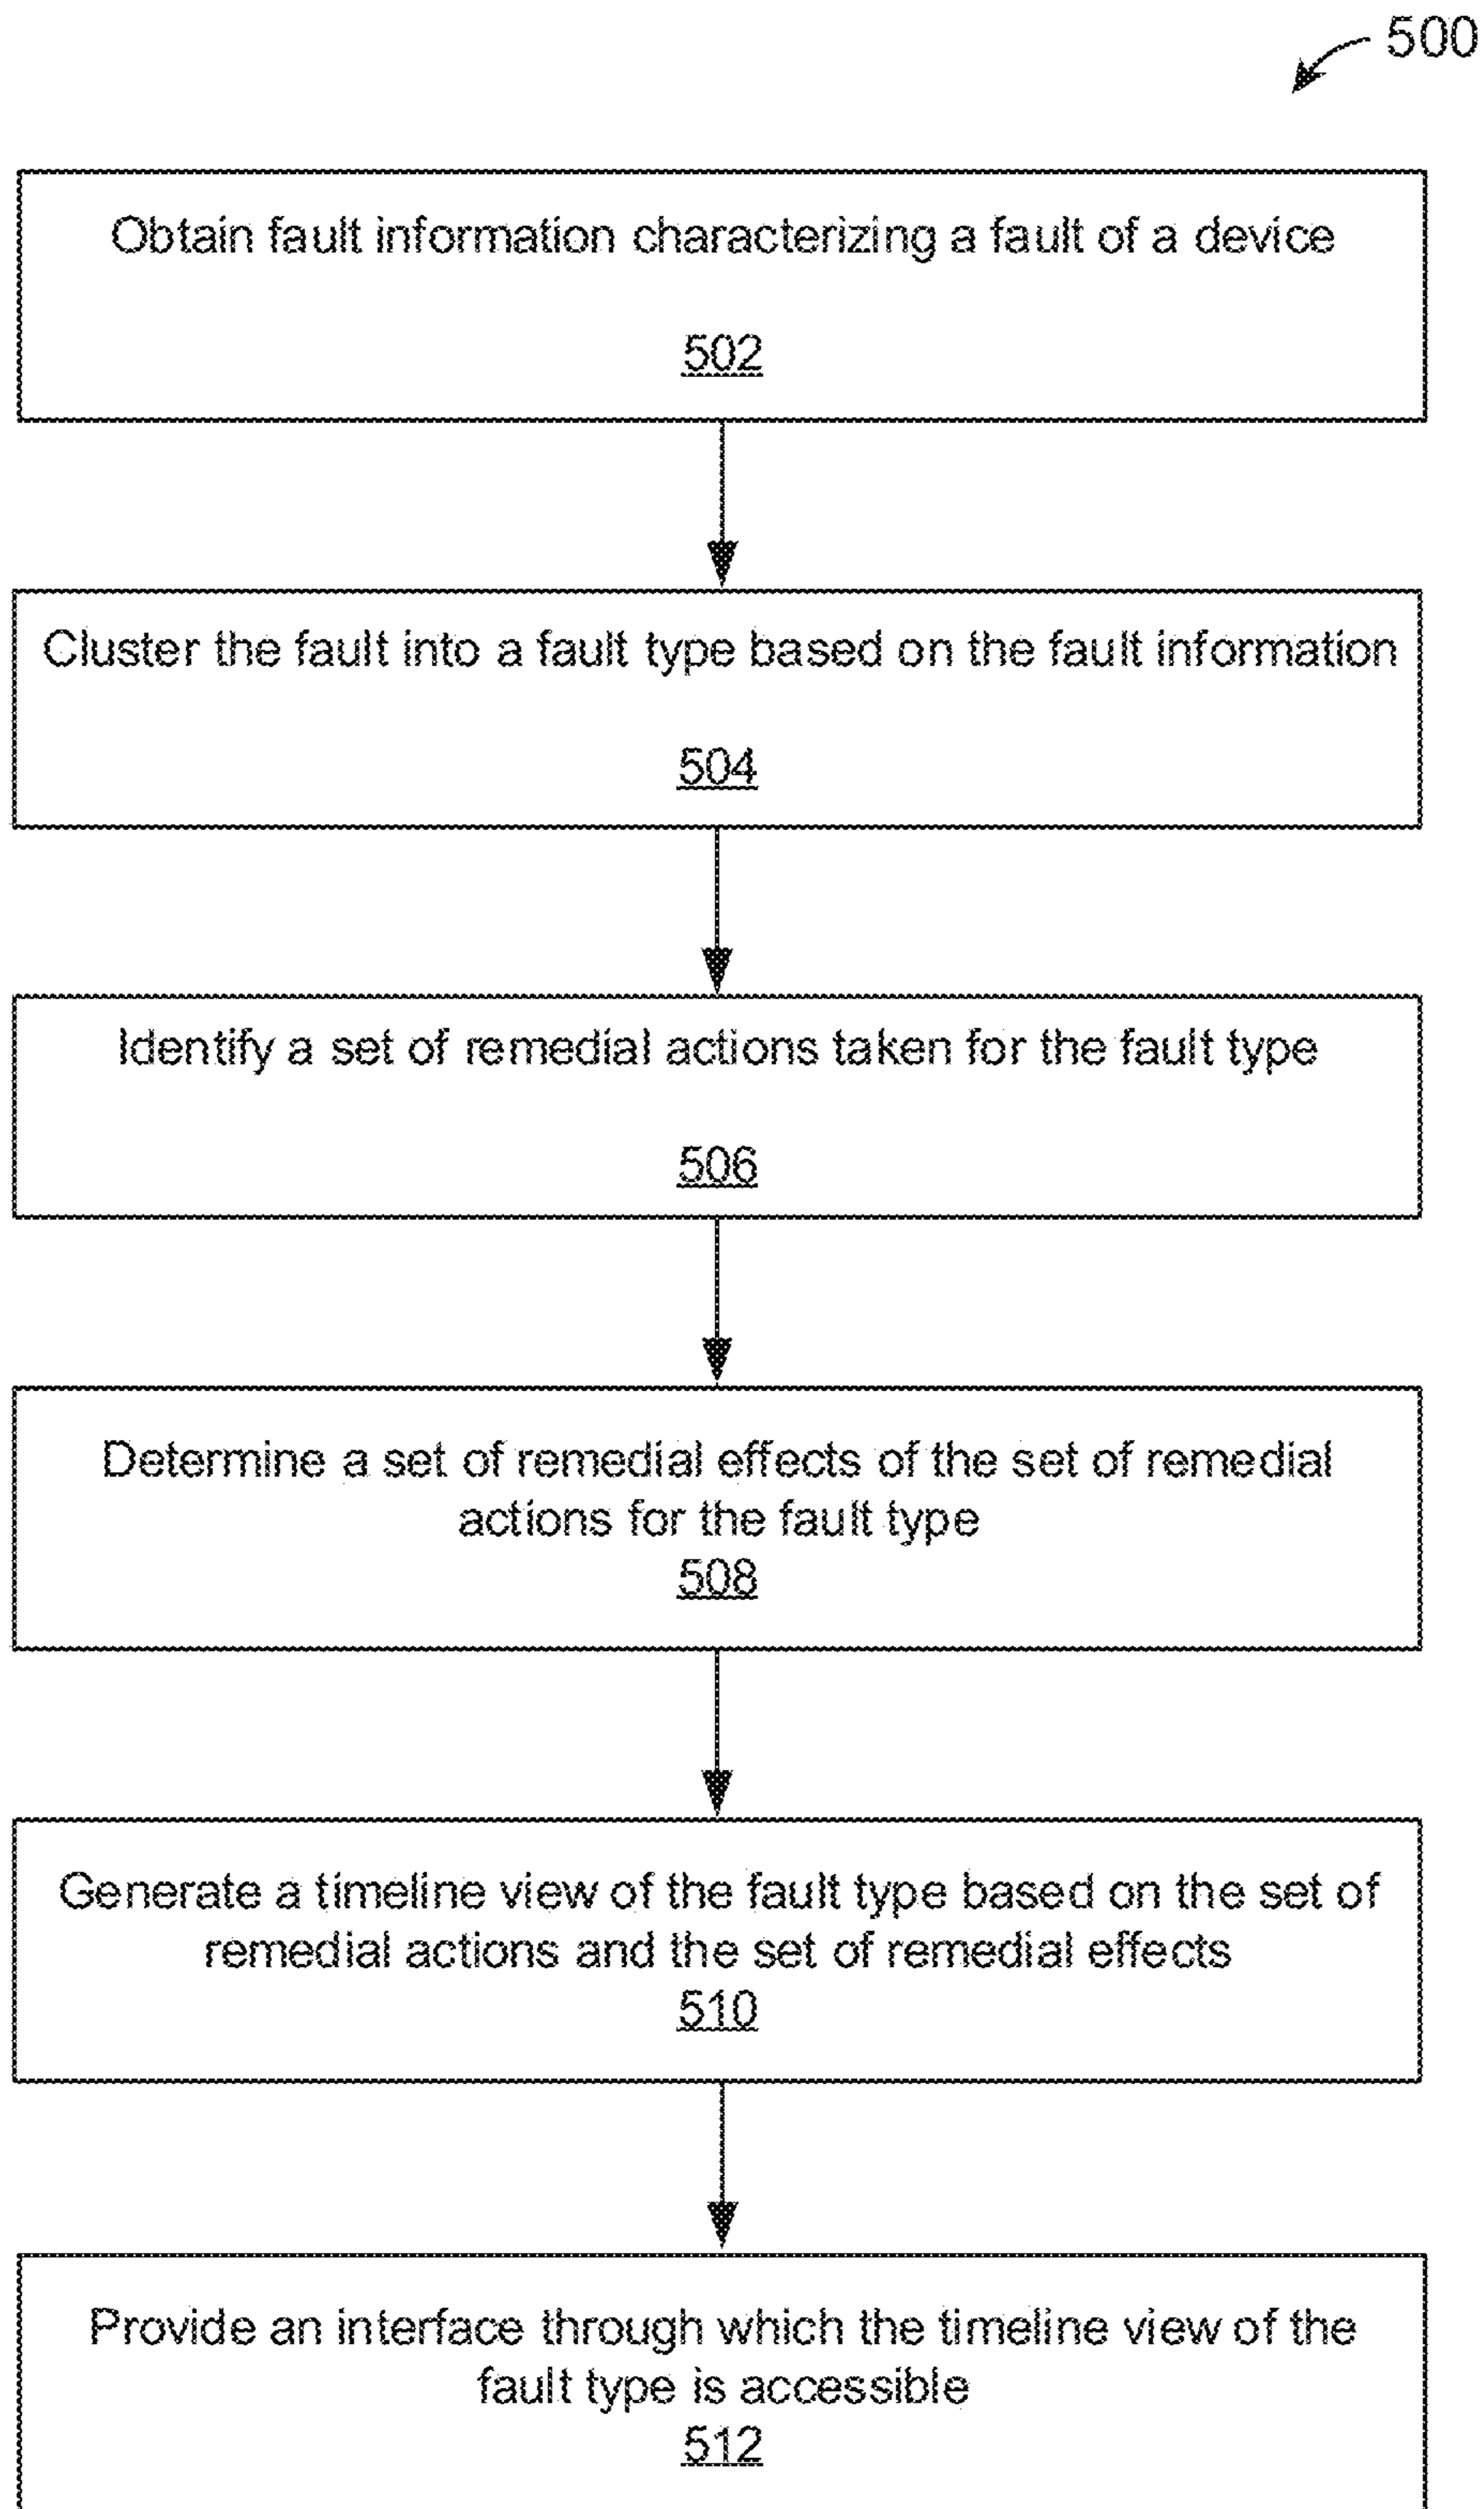 500
Obtain fault information characterizing a fault of a device
502
Cluster the fault into a fault type based on the fault information
504
Identify a set of remedial actions taken for the fault type
506
Determine a set of remedial effects of the set of remedial
actions for the fault type
508
Generate a timeline view of the fault type based on the set of
remedial actions and the set of remedial effects
510
Provide an interface through which the timeline view of the
fault type is accessible
512